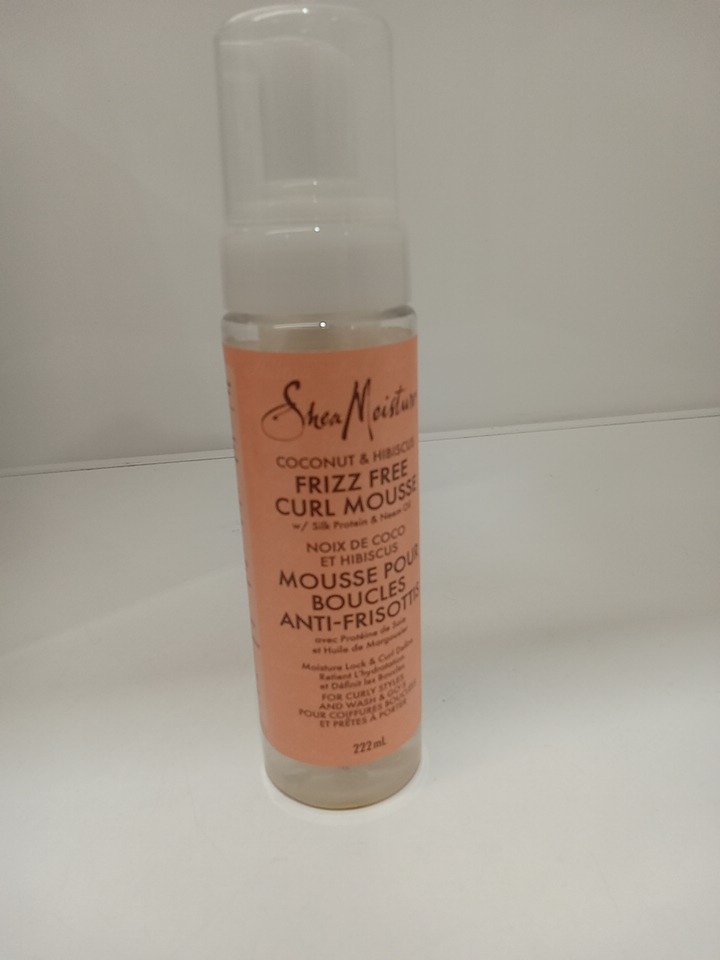 SheaMoisture
COCONUT & HIBISCUS
FRIZZ FREE
CURL MOUSSE
w/ Silk Protein & Neem Oil
NOIX DE COCO
ET HIBISCUS
MOUSSE POUR
BOUCLES
ANTI-FRISOTTIS
avec Protéine de Soie
et Huile de Margousier
Moisture Lock & Curl Define
Retient L'hydratation
et Définit les Boucles
FOR CURLY STYLES
AND WASH & GO'S
POUR COIFFURES BOUCLÉES
ET PRÊTES À PORTER
222 mL